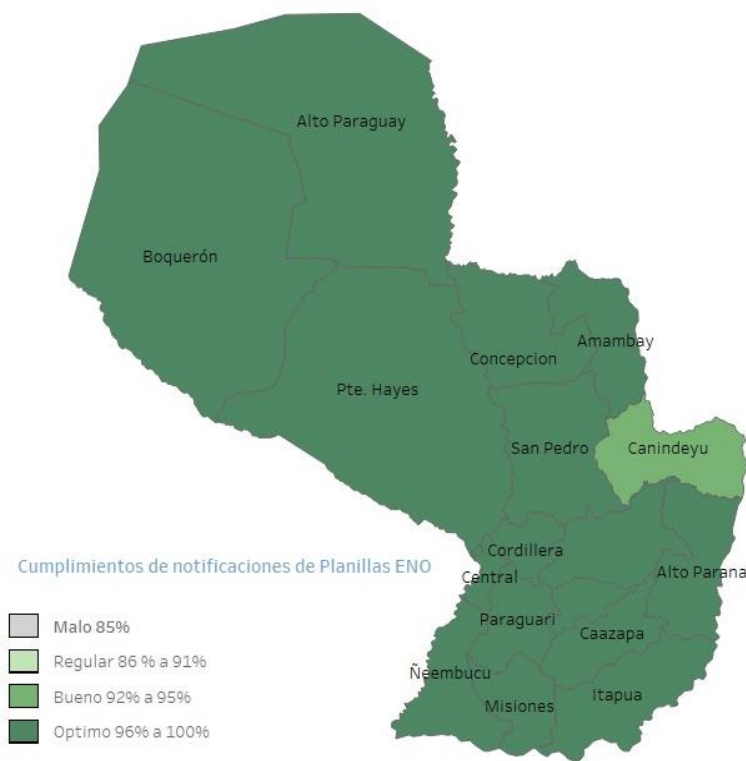 Alto Paraguay
Boquerón
Amambay
Concepcion
Pte. Hayes
San Pedro
Canindeyu
Cordillera
Cumplimientos de notificaciones de Planillas ENO
Central
Alto Parana
Malo 85%
Paraguari
Caazapa
Regular 86 % a 91%
Ñeembucu
Bueno 92% a 95%
Itapua
Misiones
Optimo 96% a 100%